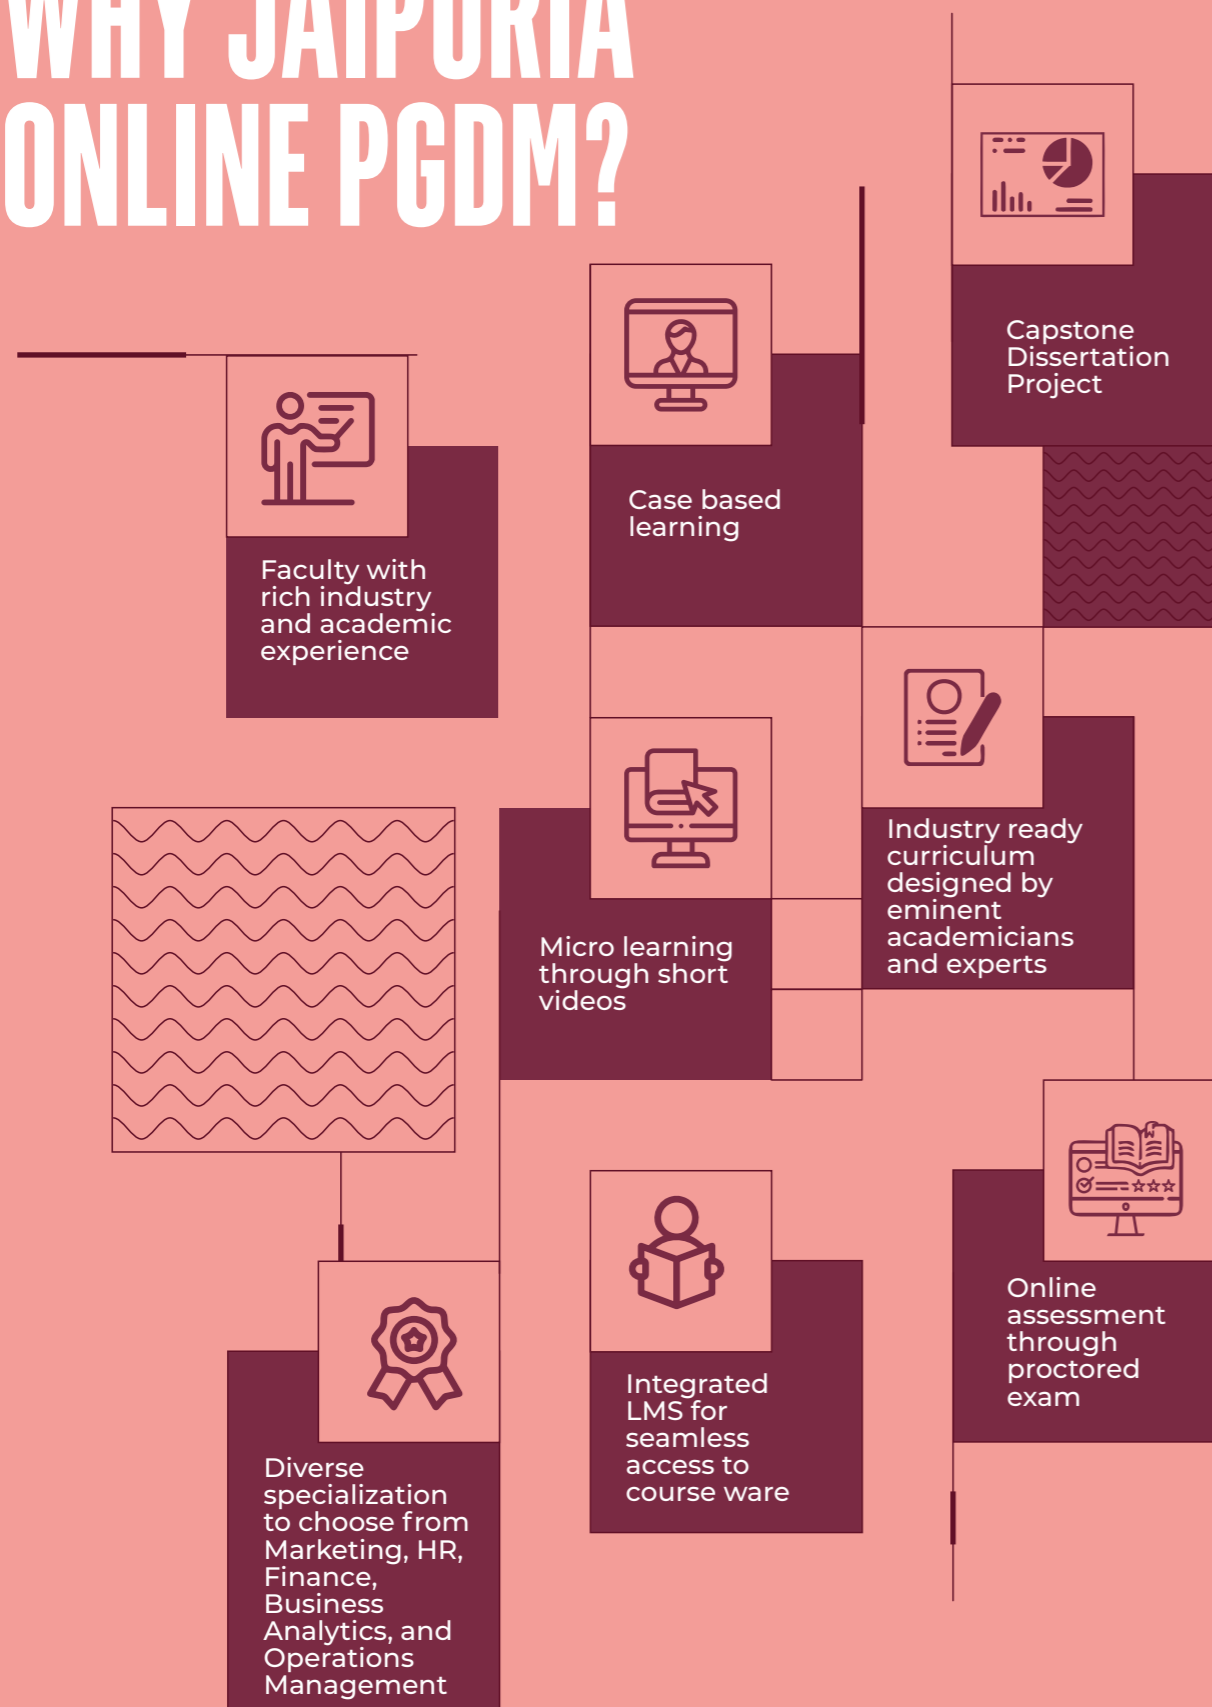 WHY JAIPURIA
ONLINE PGDM?
Capstone
Dissertation
Project
Case based
learning
Faculty with
rich industry
and academic
experience
Industry ready
curriculum
designed by
eminent
academicians
and experts
Micro learning
through short
videos
Online
assessment
through
proctored
exam
Integrated
LMS for
seamless
access to
course ware
Diverse
specialization
to choose from
Marketing, HR,
Finance,
Business
Analytics, and
Operations
Management